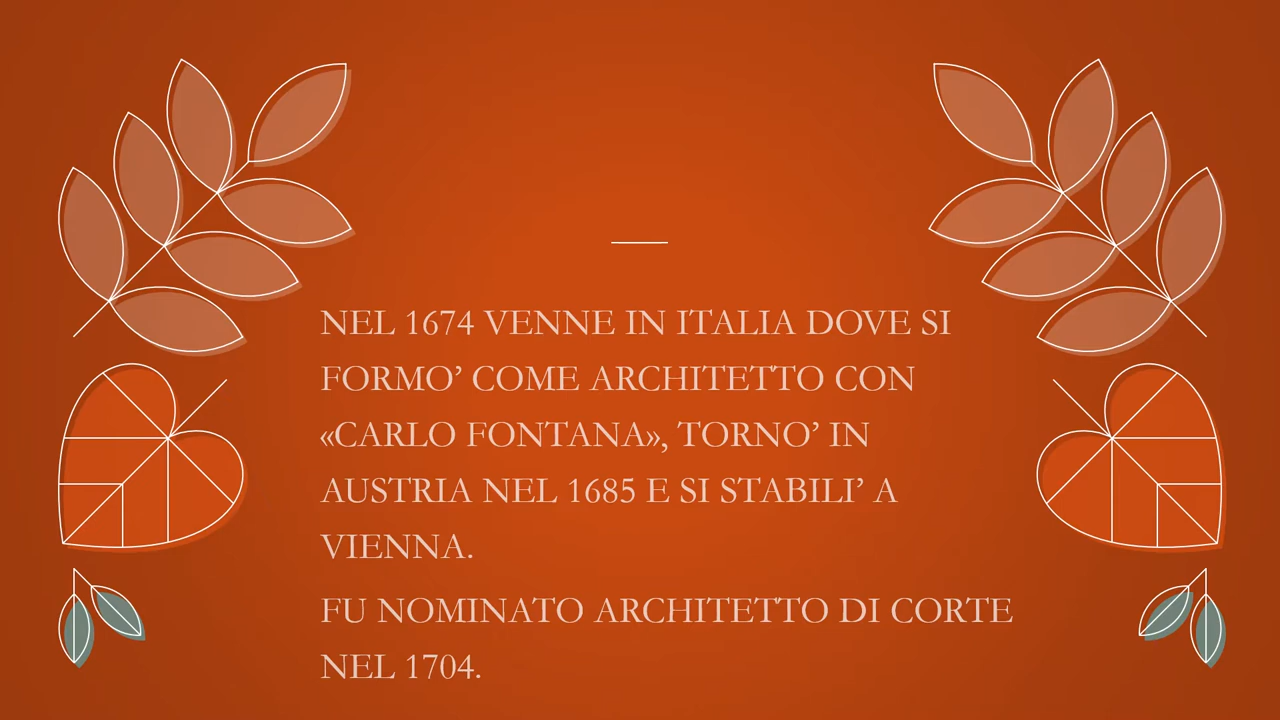 NEL 1674 VENNE IN ITALIA DOVE SI
FORMO’ COME ARCHITETTO CON
«CARLO FONTANA», TORNO’ IN
AUSTRIA NEL 1685 E SI STABILI’ A
VIENNA.
FU NOMINATO ARCHITETTO DI CORTE
NEL 1704.